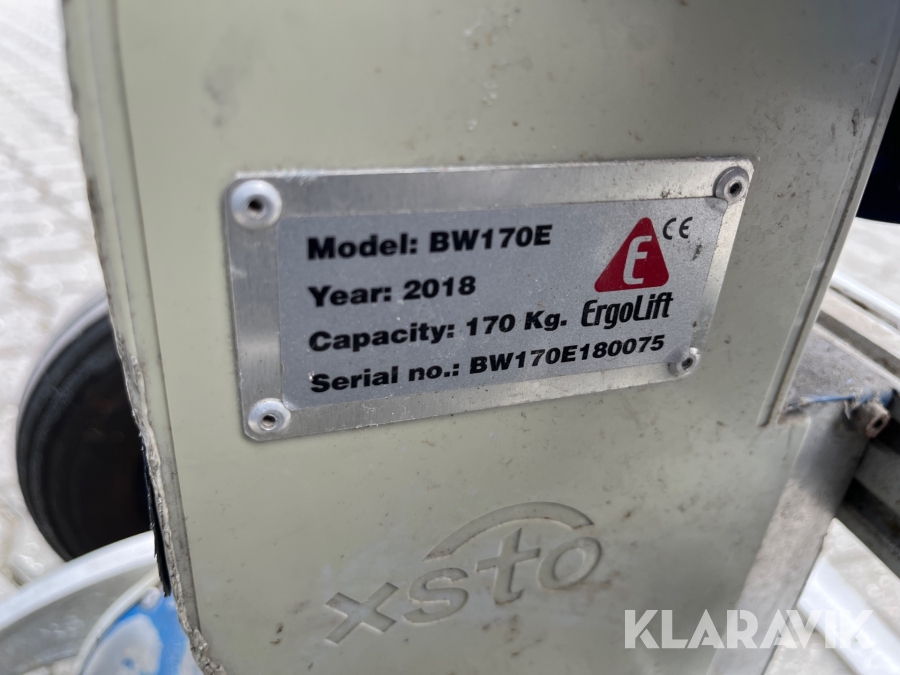 Model: BW170E
Year: 2018
Capacity: 170 Kg.
Serial no.: BW170E180075
CE
E
ErgoLift
xsto
KLARAVIK